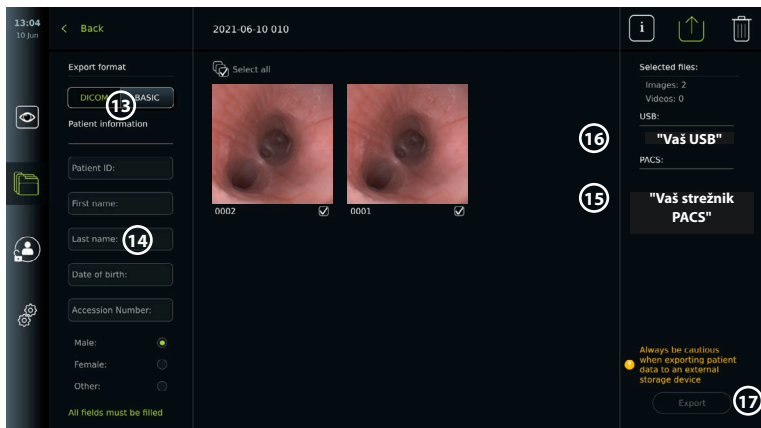 13:04
10 Jun
Back
2021-06-10 010
i
Export format
DICOM BASIC
13
Patient information
Patient ID:
First name:
Last name:
14
Date of birth:
Accession Number:
Male:
Female:
Other:
All fields must be filled
Select all
0002
0001
Selected files:
Images: 2
Videos: 0
USB:
16
"Vaš USB"
PACS:
15
"Vaš strežnik
PACS"
Always be cautious
when exporting patient
data to an external
storage device
Export
17